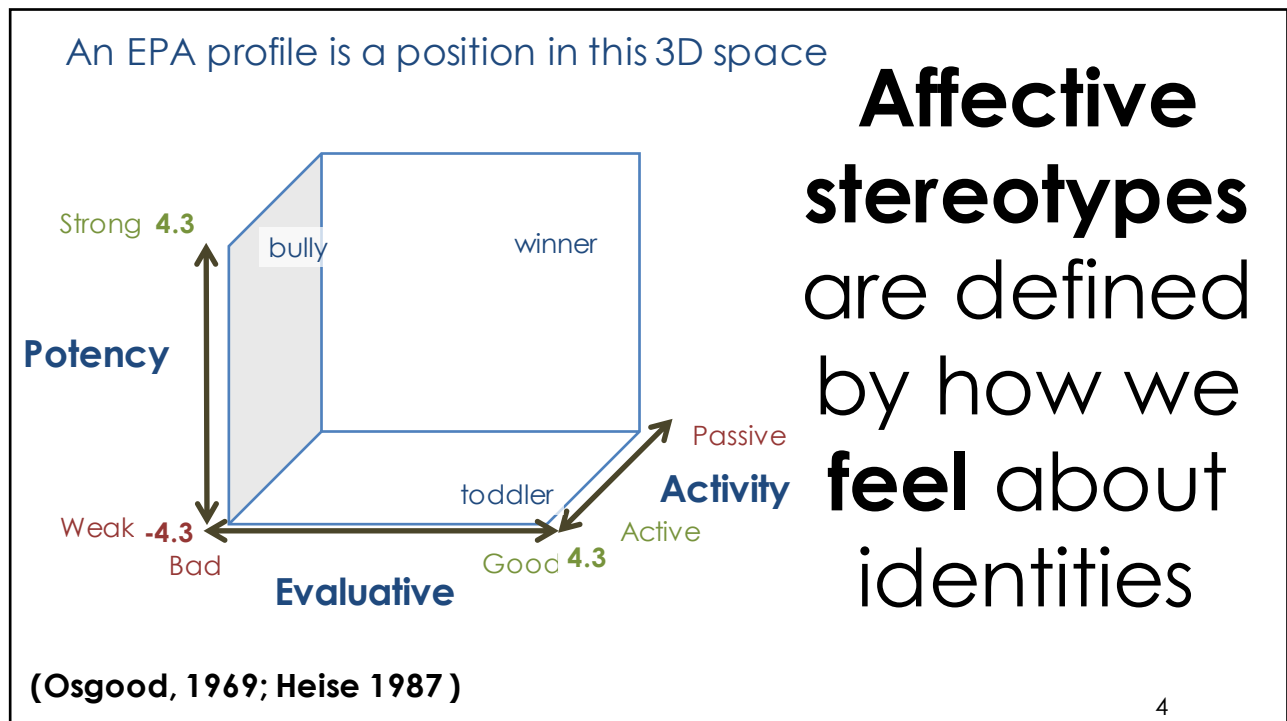 An EPA profile is a position in this 3D space
Affective
stereotypes
are defined
by how we
feel about
identities
Strong 4.3
bully
winner
Potency
Passive
toddler
Activity
Weak -4.3
Active
Bad
Good 4.3
Evaluative
(Osgood, 1969; Heise 1987 )
4